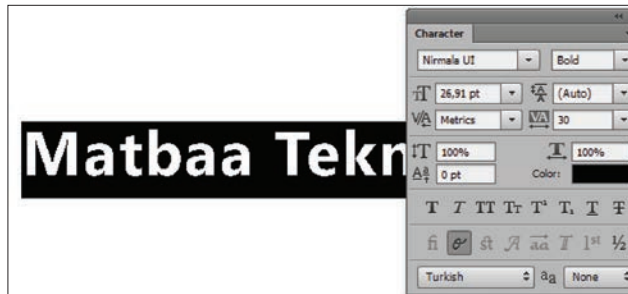 Character
Nirmala UI Bold
26,91 pt (Auto)
Metrics 30
100% 100%
0 pt Color:
Matbaa Tekn
T T TT Tᴛ T¹ T₁ T T
fi st A aa T 1st ½
Turkish aa None